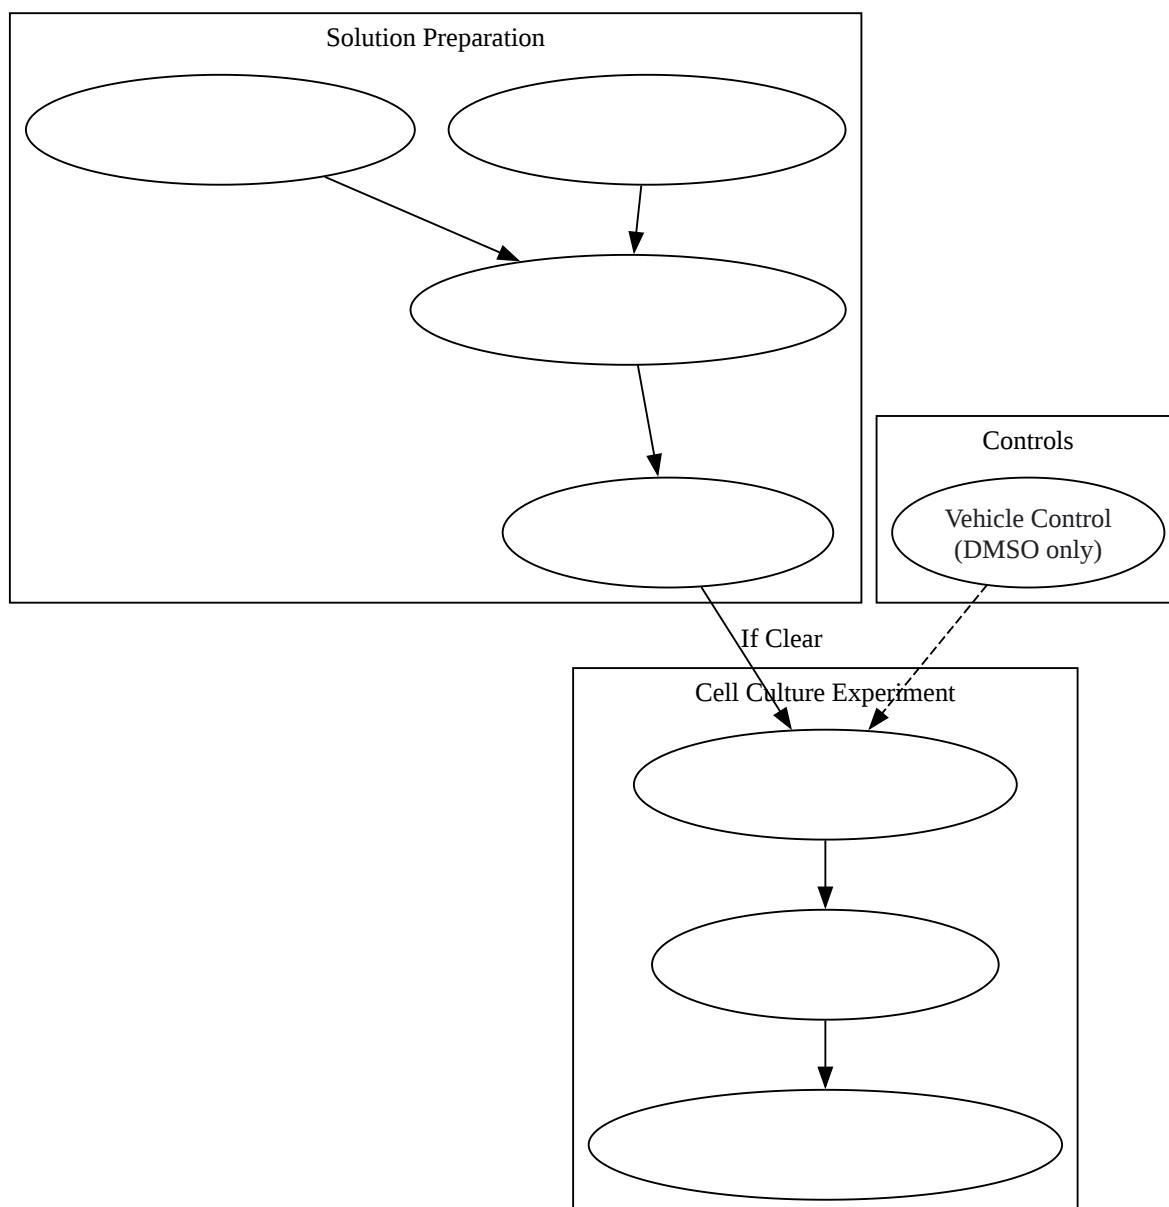 Solution Preparation
Controls
Vehicle Control
(DMSO only)
If Clear
Cell Culture Experiment